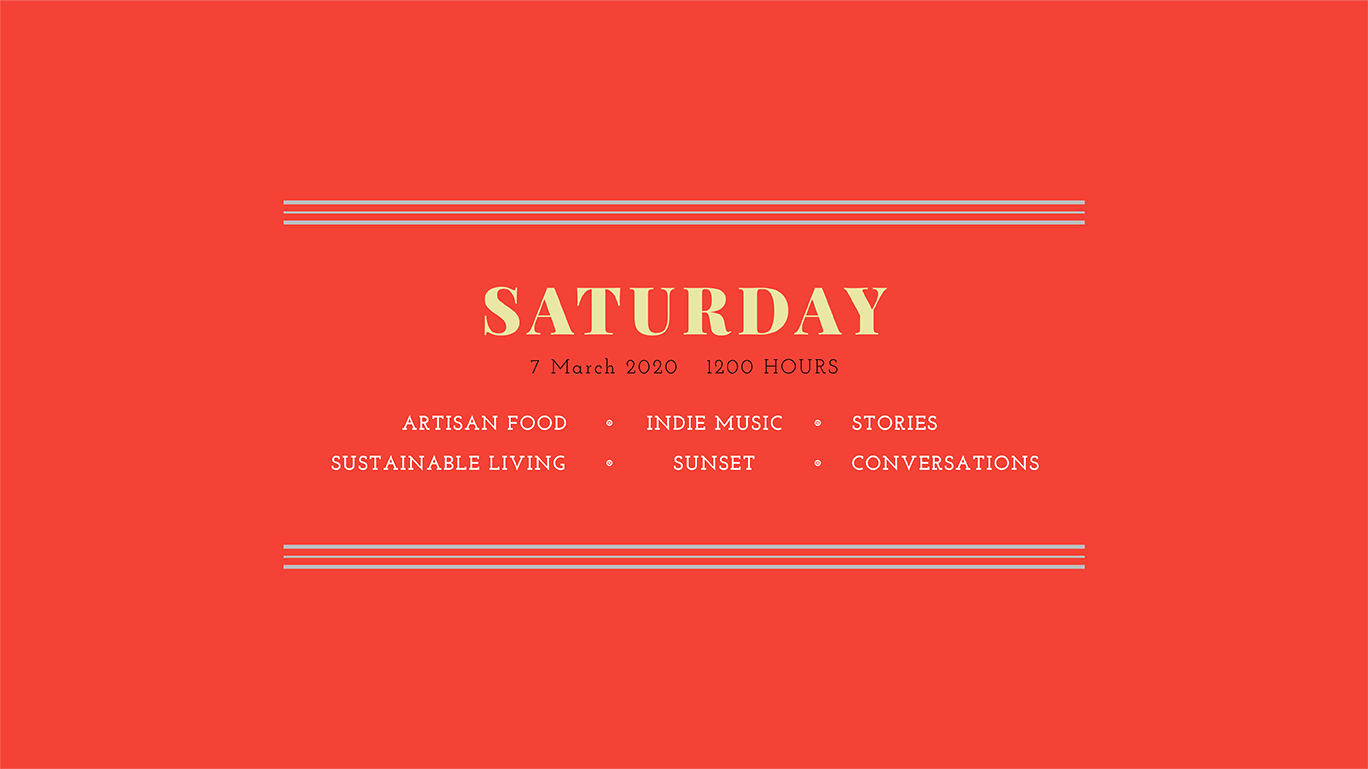 SATURDAY
7 March 2020 1200 HOURS
ARTISAN FOOD • INDIE MUSIC • STORIES
SUSTAINABLE LIVING • SUNSET • CONVERSATIONS